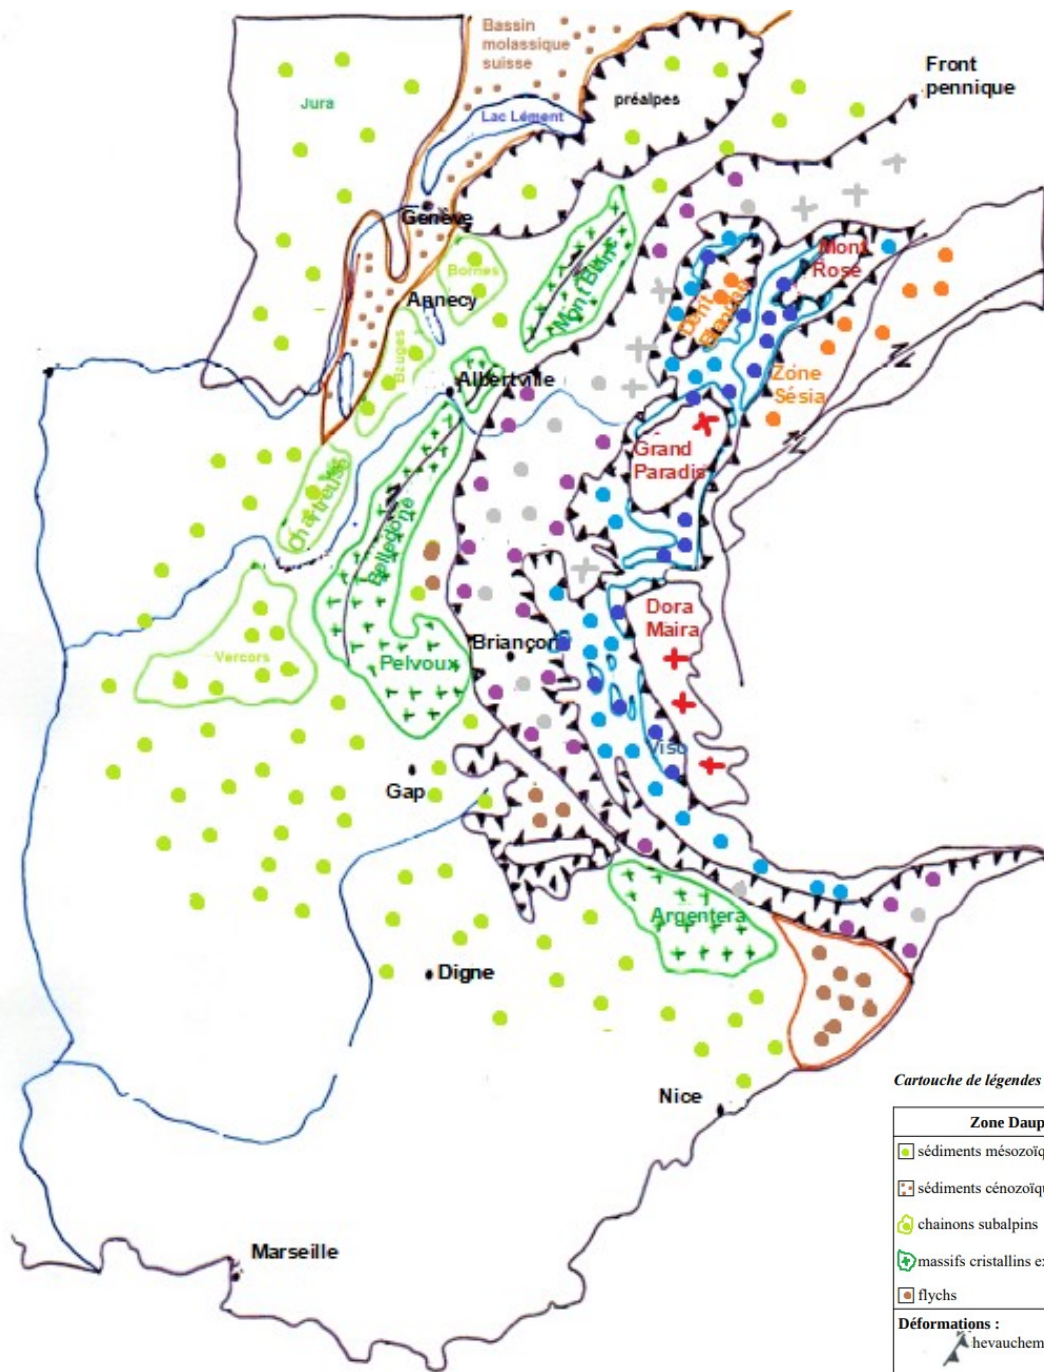 Bassin
molassique
suisse
Front
pennique
Jura
Lac Lément
préalpes
Genève
Mont
Rose
Bornes
Mont Blanc
Annecy
Dent
Bauges
Albertville
Zone
Sésia
Grand
Paradis
Chartreuse
Belledone
Dora
Maira
Briançon
Vercors
Pelvoux
Viso
Gap
Argentera
Digne
Nice
Marseille
Cartouche de légendes
Zone Daup
sédiments mésozoïq
sédiments cénozoïqu
chainons subalpins
massifs cristallins ex
flychs
Déformations :
hevauchem